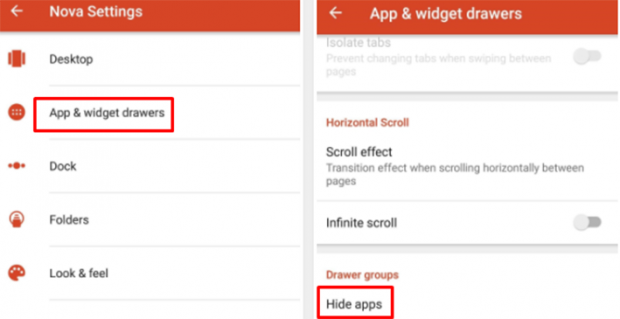 Nova Settings
Desktop
App & widget drawers
Dock
Folders
Look & feel
App & widget drawers
Isolate tabs
Prevent changing tabs when swiping between
pages
Horizontal Scroll
Scroll effect
Transition effect when scrolling horizontally between
pages
Infinite scroll
Drawer groups
Hide apps